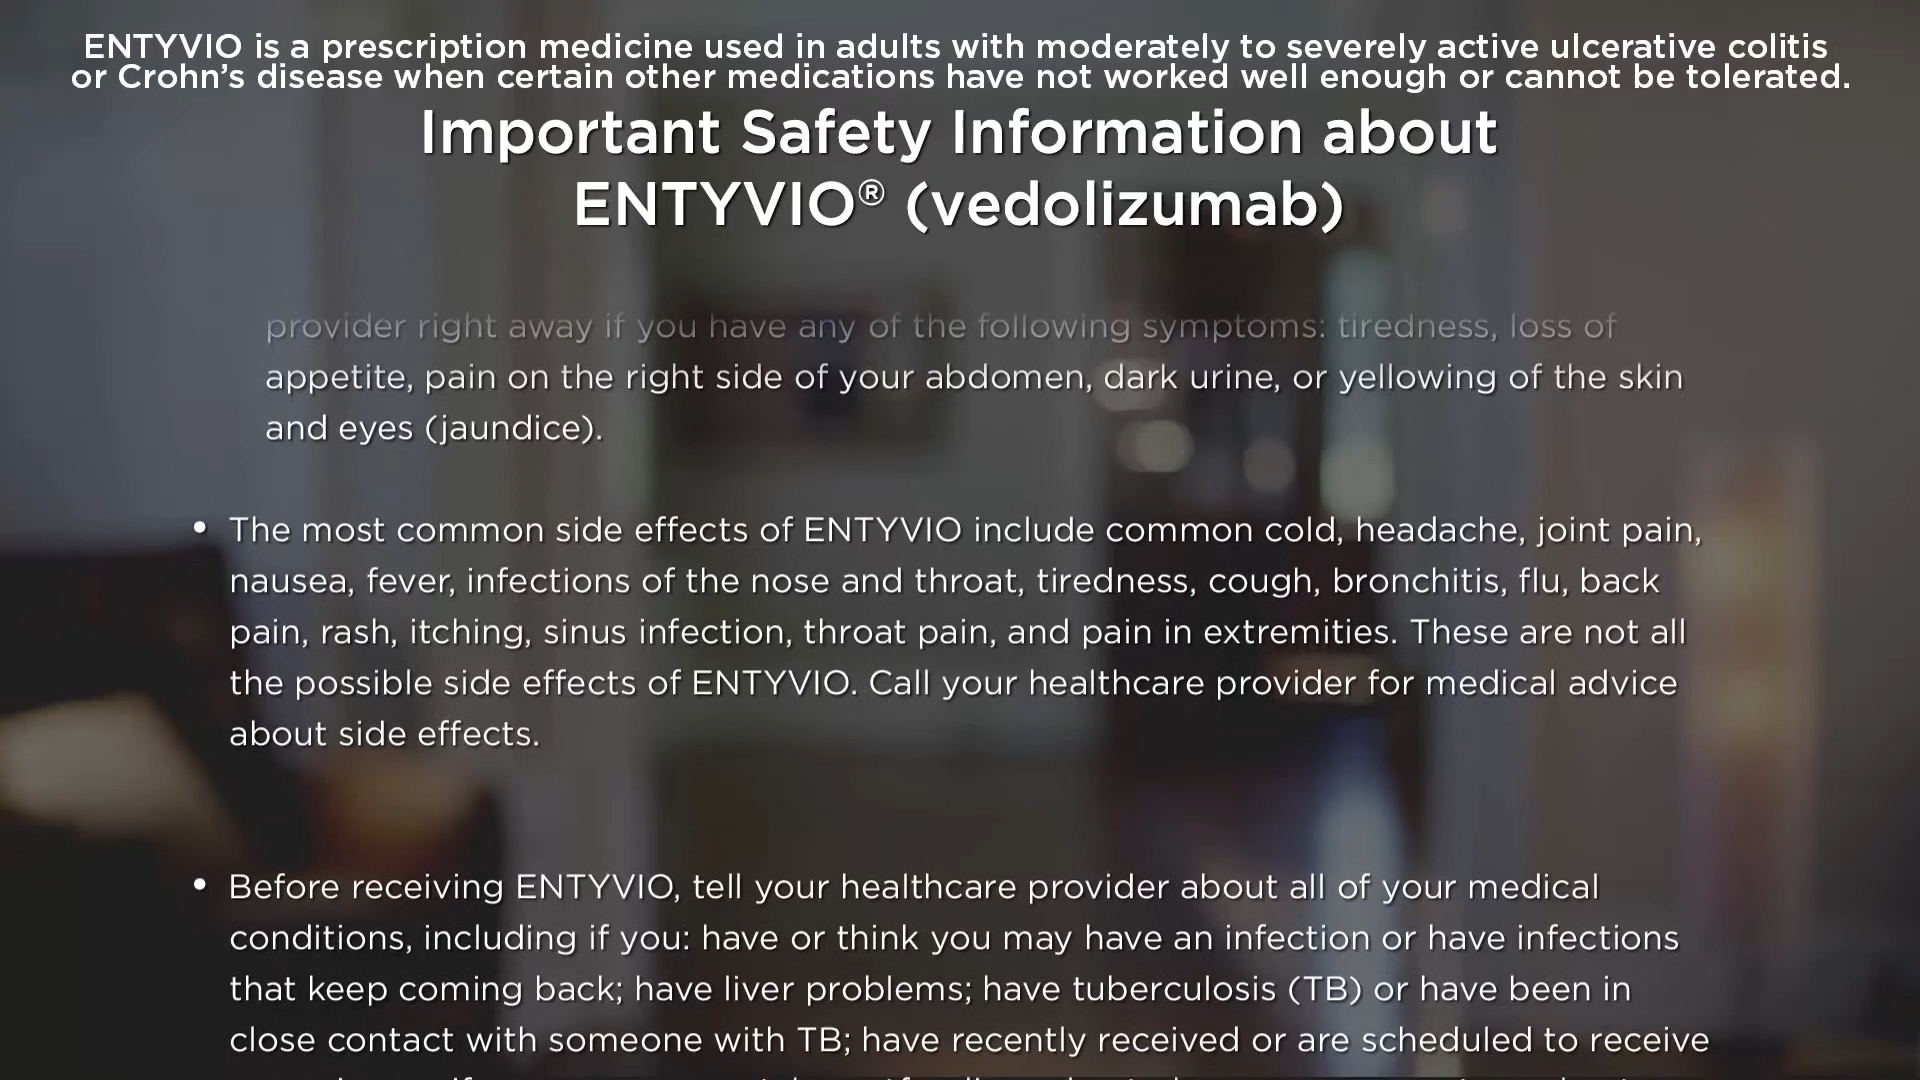 ENTYVIO is a prescription medicine used in adults with moderately to severely active ulcerative colitis
or Crohn's disease when certain other medications have not worked well enough or cannot be tolerated.
Important Safety Information about
ENTYVIO® (vedolizumab)
provider right away if you have any of the following symptoms: tiredness, loss of
appetite, pain on the right side of your abdomen, dark urine, or yellowing of the skin
and eyes (jaundice).
• The most common side effects of ENTYVIO include common cold, headache, joint pain,
nausea, fever, infections of the nose and throat, tiredness, cough, bronchitis, flu, back
pain, rash, itching, sinus infection, throat pain, and pain in extremities. These are not all
the possible side effects of ENTYVIO. Call your healthcare provider for medical advice
about side effects.
• Before receiving ENTYVIO, tell your healthcare provider about all of your medical
conditions, including if you: have or think you may have an infection or have infections
that keep coming back; have liver problems; have tuberculosis (TB) or have been in
close contact with someone with TB; have recently received or are scheduled to receive